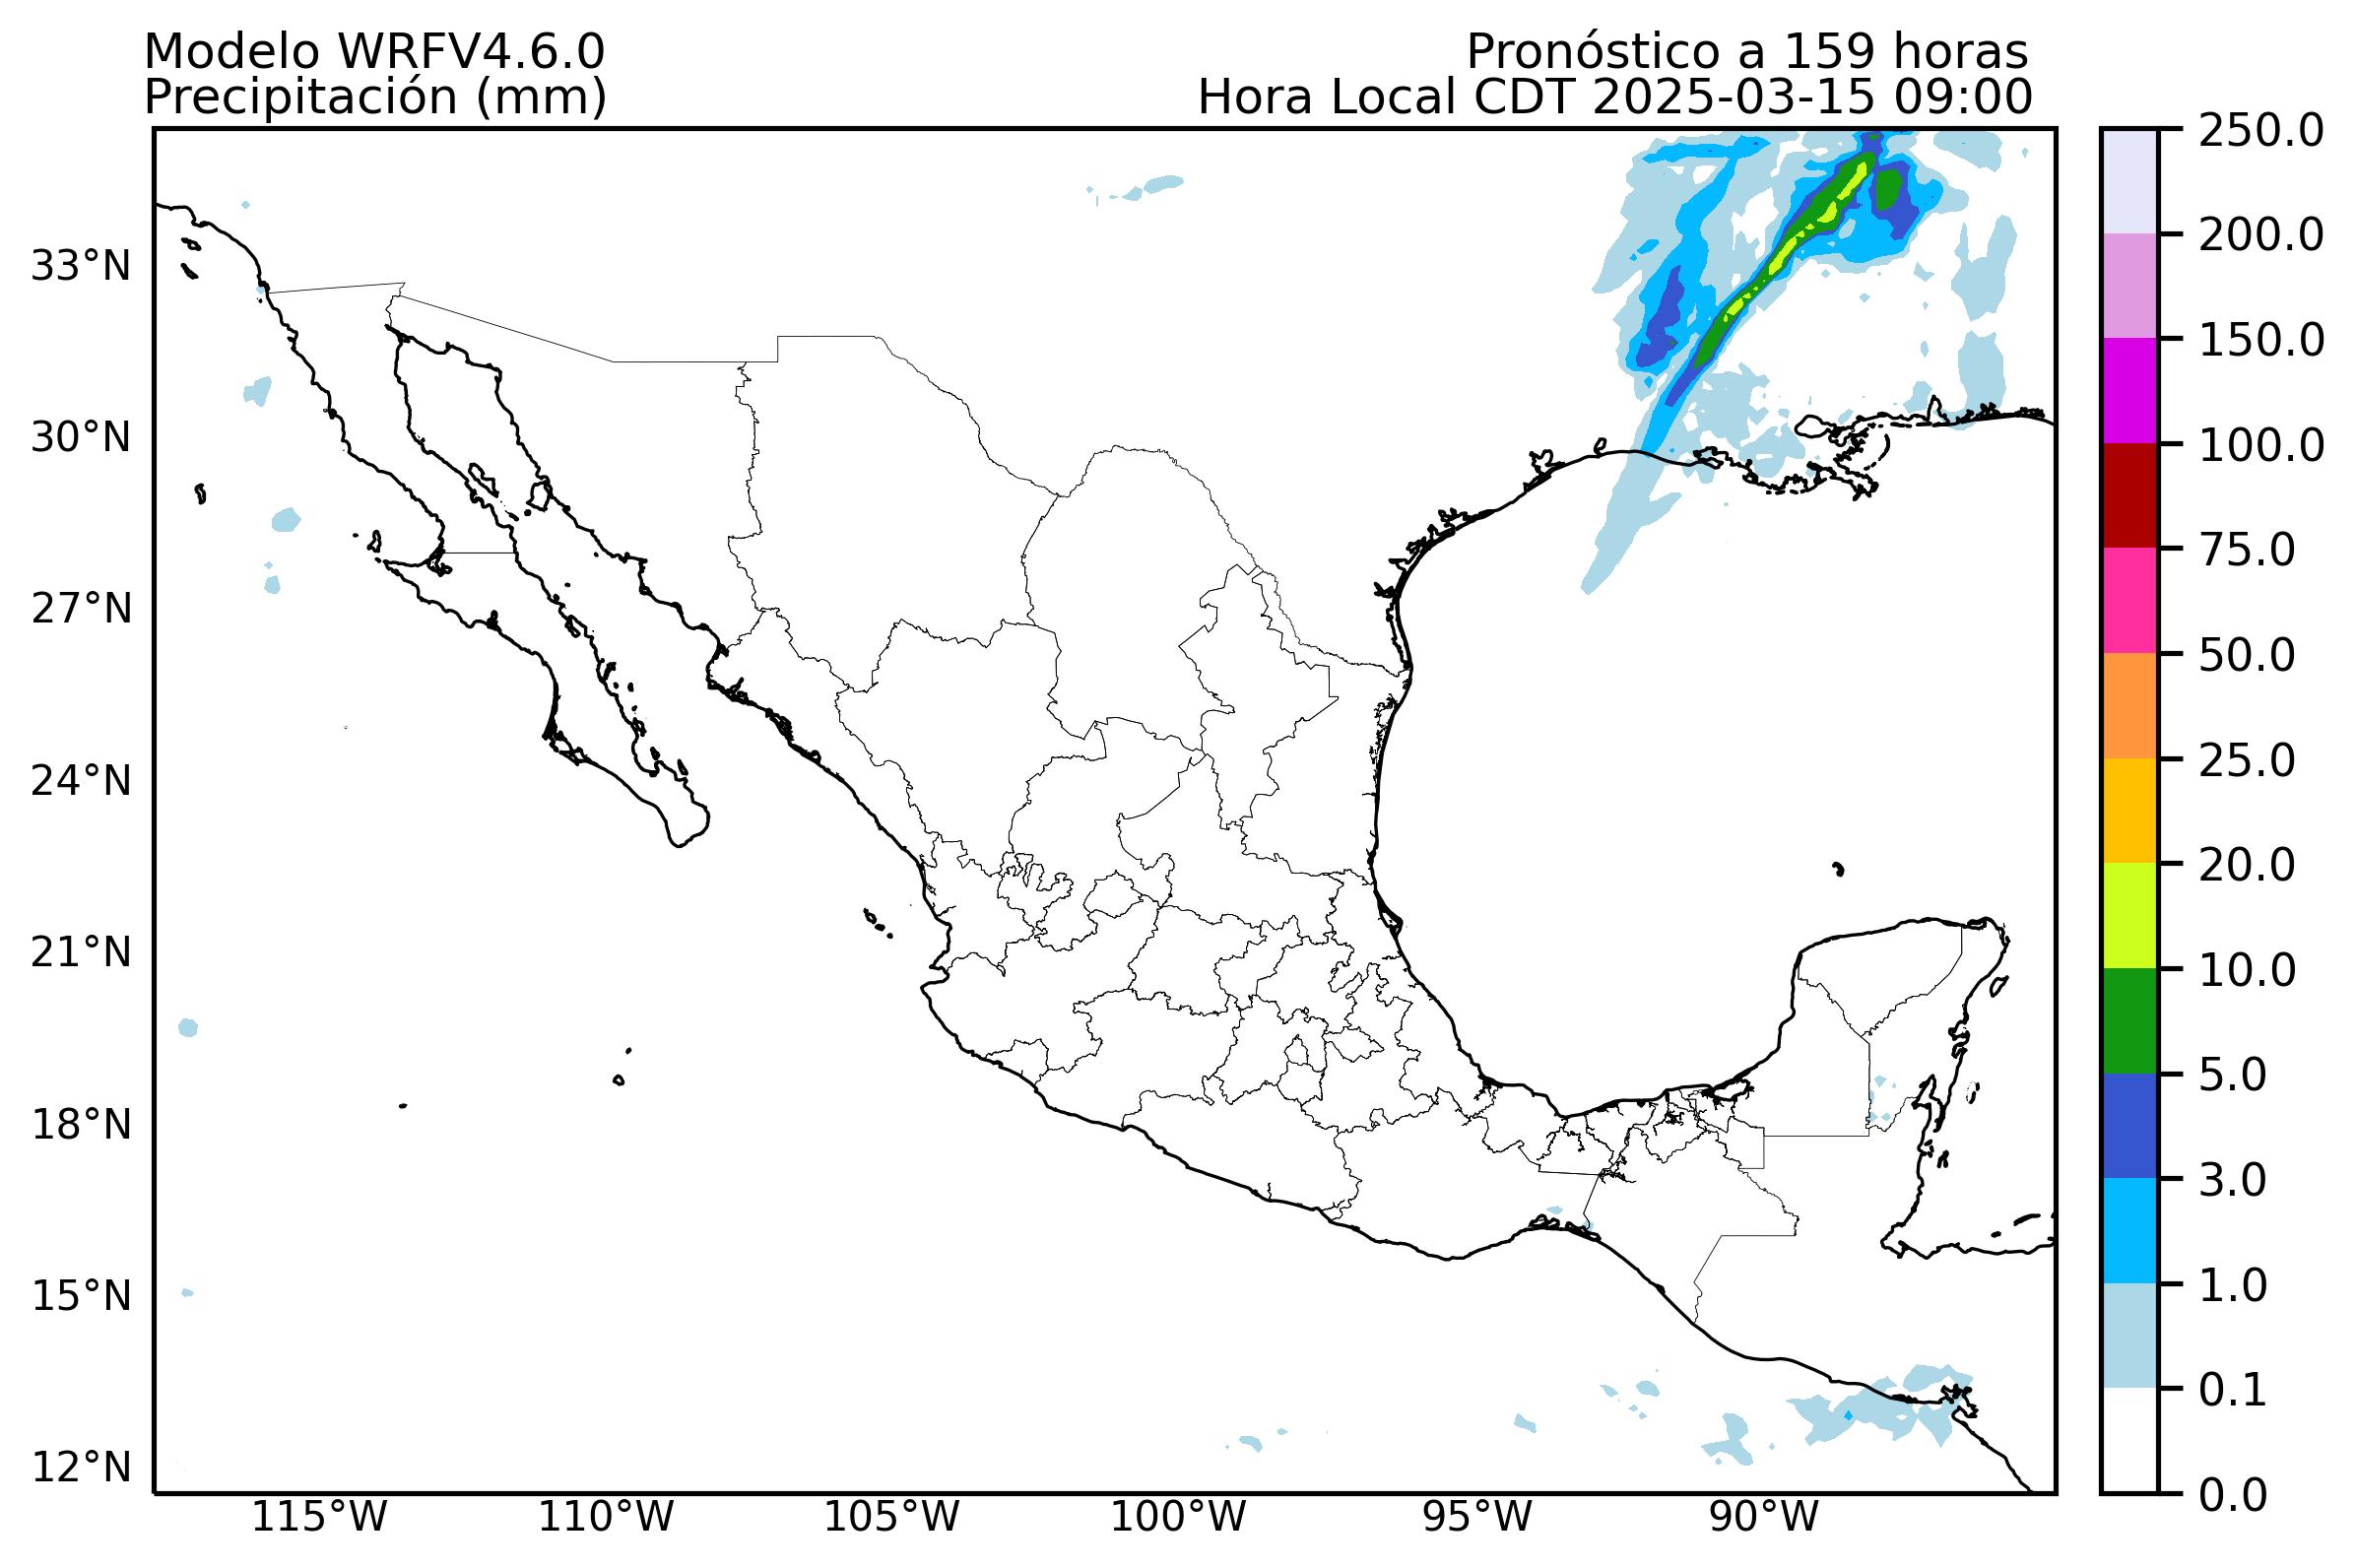 Modelo WRFV4.6.0
Pronóstico a 159 horas
Precipitación (mm)
Hora Local CDT 2025-03-15 09:00
33°N
30°N
27°N
24°N
21°N
18°N
15°N
12°N
115°W
110°W
105°W
100°W
95°W
90°W
250.0
200.0
150.0
100.0
75.0
50.0
25.0
20.0
10.0
5.0
3.0
1.0
0.1
0.0